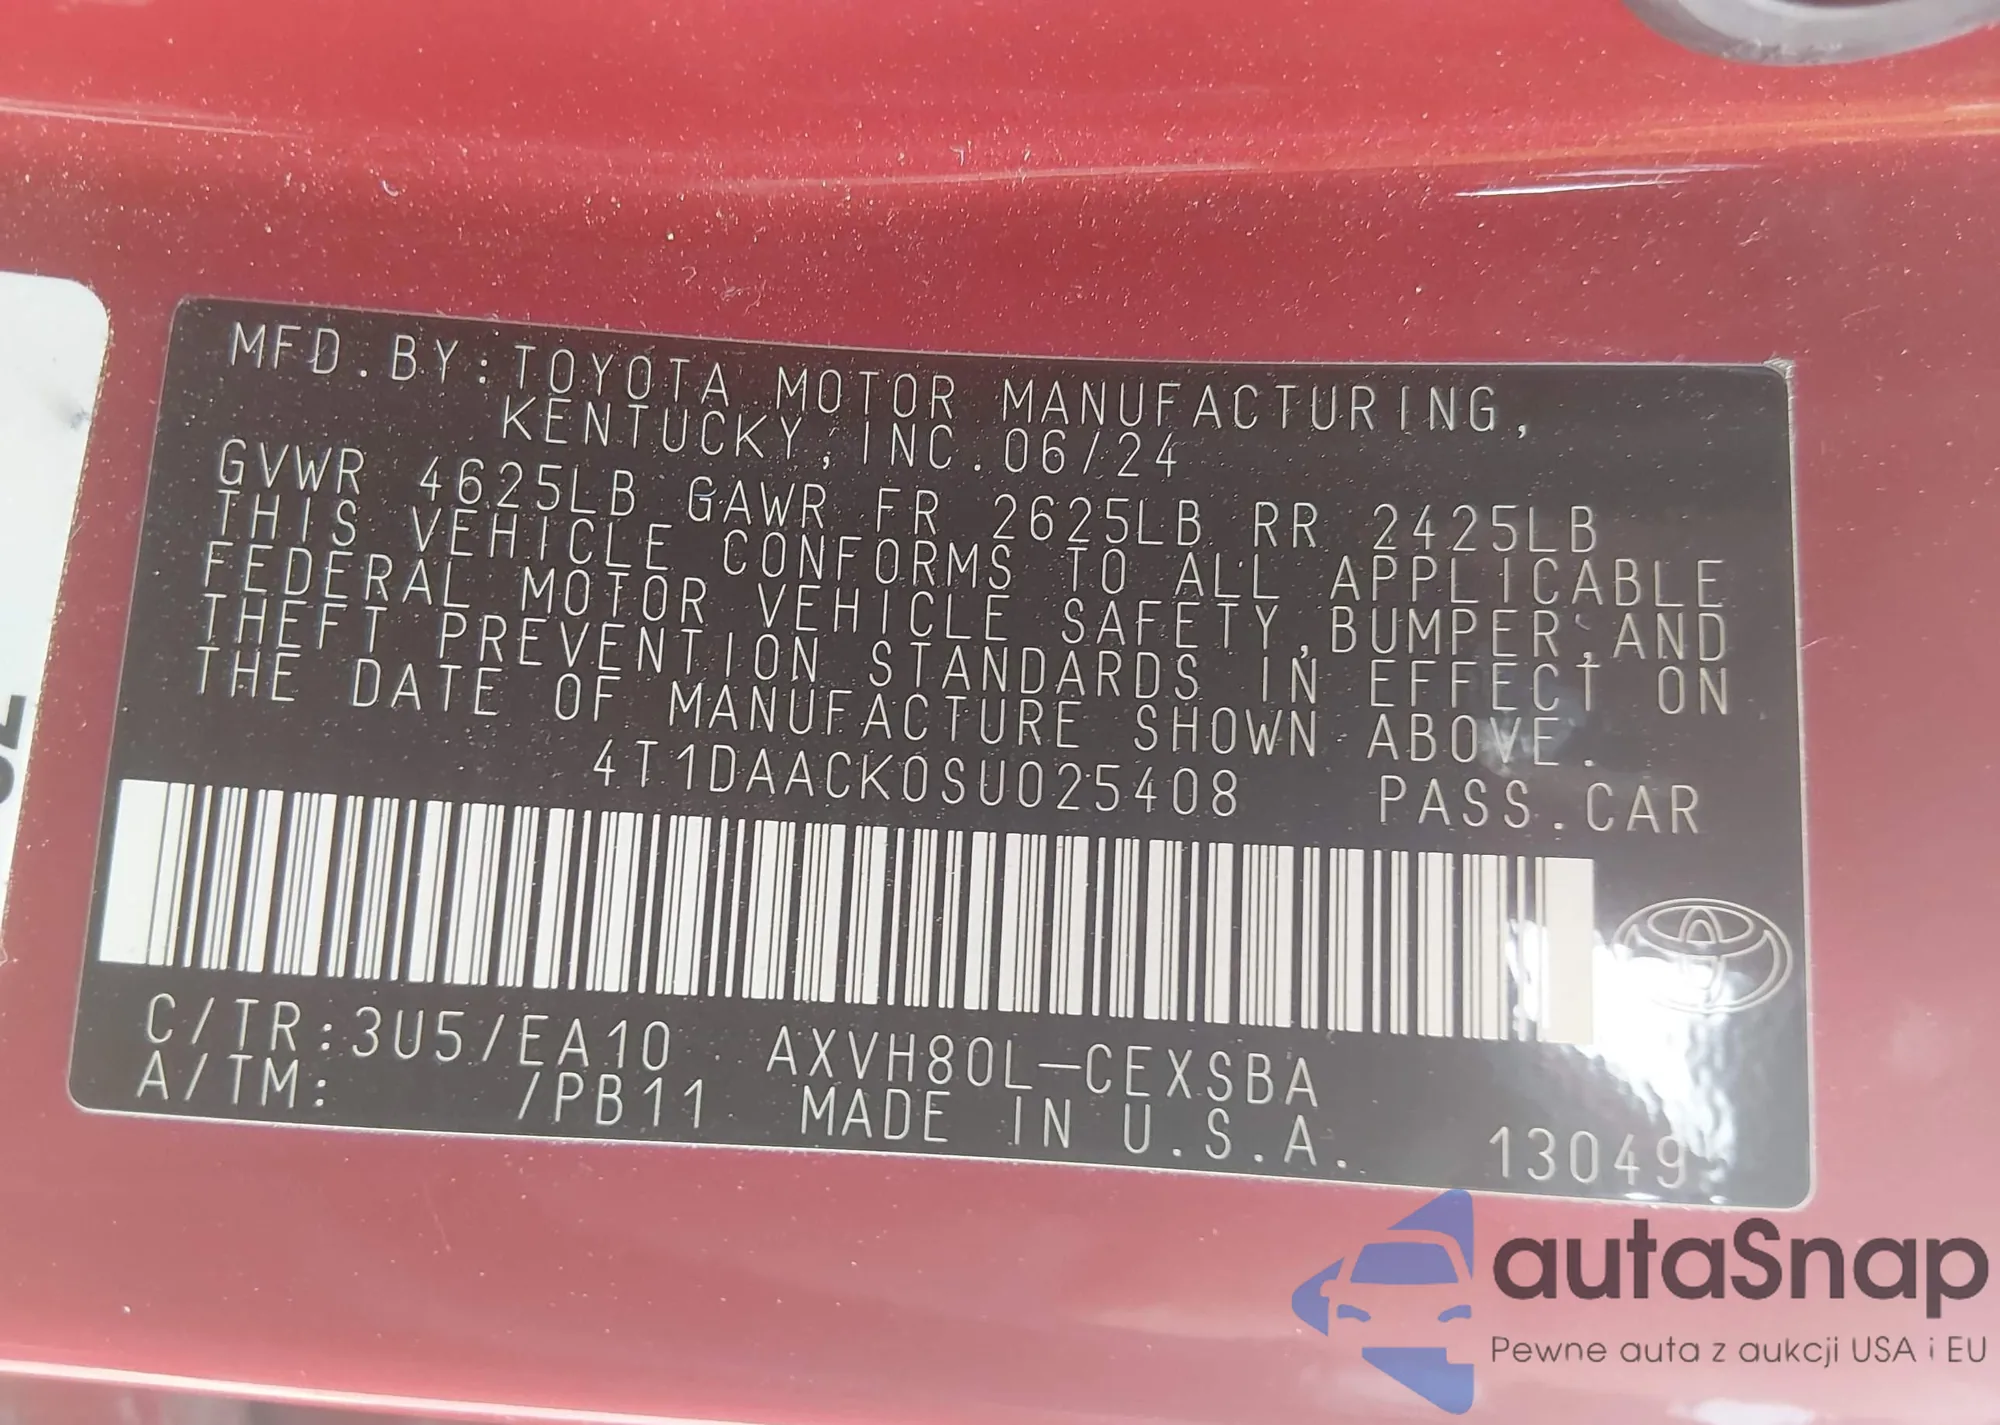 MFD.BY:TOYOTA MOTOR MANUFACTURING,
KENTUCKY,INC.06/24
GVWR 4625LB GAWR FR 2625LB RR 2425LB
THIS VEHICLE CONFORMS TO ALL APPLICABLE
FEDERAL MOTOR VEHICLE SAFETY,BUMPER,AND
THEFT PREVENTION STANDARDS IN EFFECT ON
THE DATE OF MANUFACTURE SHOWN ABOVE.
4T1DAACK0SU025408 PASS.CAR
C/TR:3U5/EA10 AXVH80L-CEXSBA
A/TM: /PB11 MADE IN U.S.A. 13049
autaSnap
Pewne auta z aukcji USA i EU